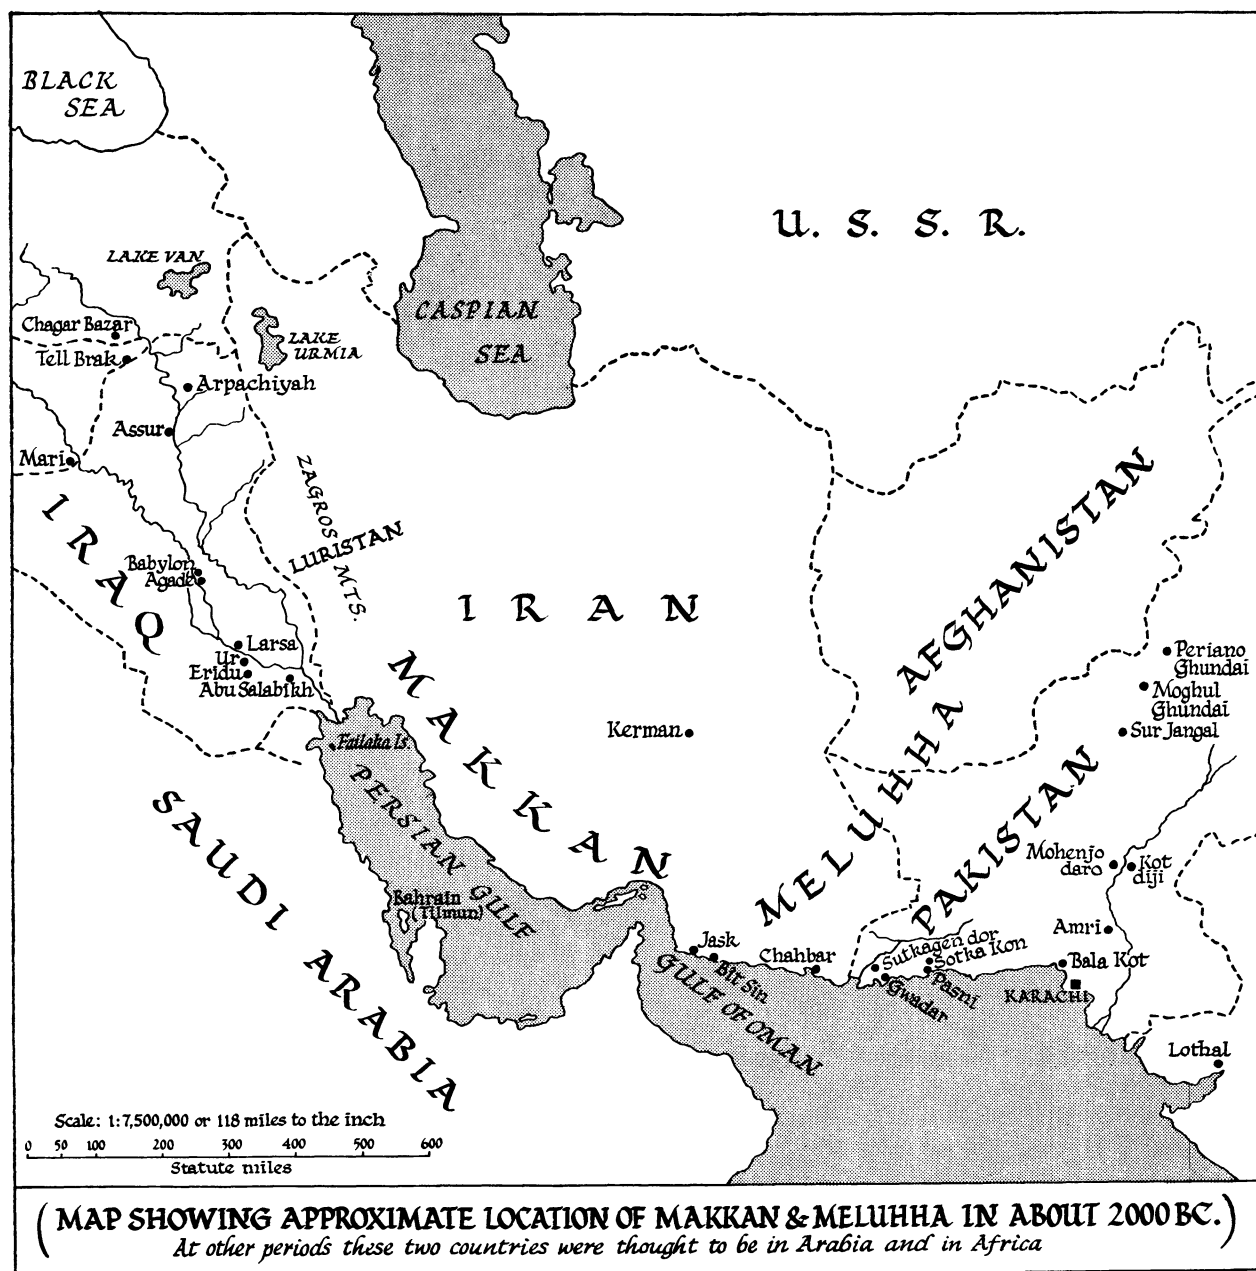 BLACK
SEA
U. S. S. R.
LAKE VAN
CASPIAN
SEA
Chagar Bazar
LAKE
URMIA
Tell Brak
Arpachiyah
Assur
Mari
ZAGROS MTS.
IRAQ
LURISTAN
Babylon
Agade
IRAN
AFGHANISTAN
Larsa
Ur
Eridu
Abu Salabikh
Periano
Ghundai
Moghul
Ghundai
Sur Jangal
MAKKAN
Kerman
MELUHHA
Failaka Is.
PERSIAN GULF
PAKISTAN
SAUDI ARABIA
Mohenjo
daro
Kot
diji
Bahrain
(Tilmun)
Amri
Jask
Bit Sin
Chahbar
Sutkagen dor
Sotka Kon
Gwadar
Pasni
Bala Kot
KARACHI
GULF OF OMAN
Lothal
Scale: 1:7,500,000 or 118 miles to the inch
0 50 100 200 300 400 500 600
Statute miles
(MAP SHOWING APPROXIMATE LOCATION OF MAKKAN & MELUHHA IN ABOUT 2000 BC.)
At other periods these two countries were thought to be in Arabia and in Africa